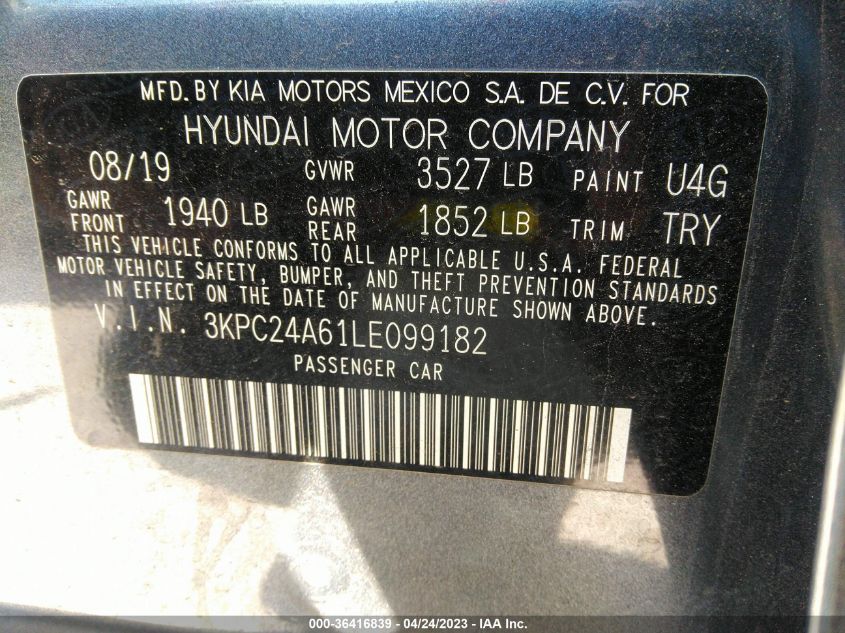 MFD. BY KIA MOTORS MEXICO S.A. DE C.V. FOR
HYUNDAI MOTOR COMPANY
08/19 GVWR 3527 LB PAINT U4G
GAWR FRONT 1940 LB GAWR REAR 1852 LB TRIM TRY
THIS VEHICLE CONFORMS TO ALL APPLICABLE U.S.A. FEDERAL
MOTOR VEHICLE SAFETY, BUMPER, AND THEFT PREVENTION STANDARDS
IN EFFECT ON THE DATE OF MANUFACTURE SHOWN ABOVE.
V.I.N. 3KPC24A61LE099182
PASSENGER CAR
000-36416839 - 04/24/2023 - IAA Inc.